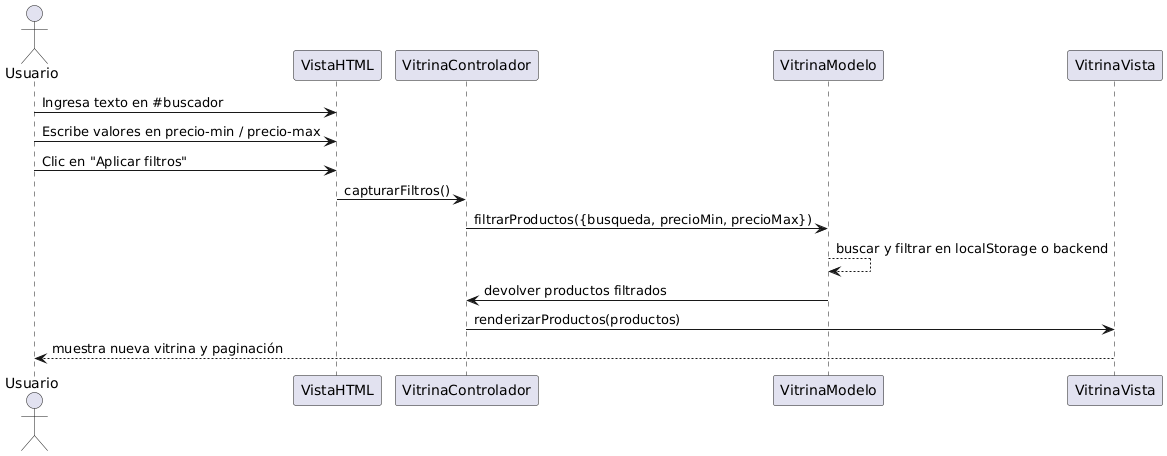 Usuario
VistaHTML
VitrinaControlador
VitrinaModelo
VitrinaVista
Ingresa texto en #buscador
Escribe valores en precio-min / precio-max
Clic en "Aplicar filtros"
capturarFiltros()
filtrarProductos({busqueda, precioMin, precioMax})
buscar y filtrar en localStorage o backend
devolver productos filtrados
renderizarProductos(productos)
muestra nueva vitrina y paginación
Usuario
VistaHTML
VitrinaControlador
VitrinaModelo
VitrinaVista